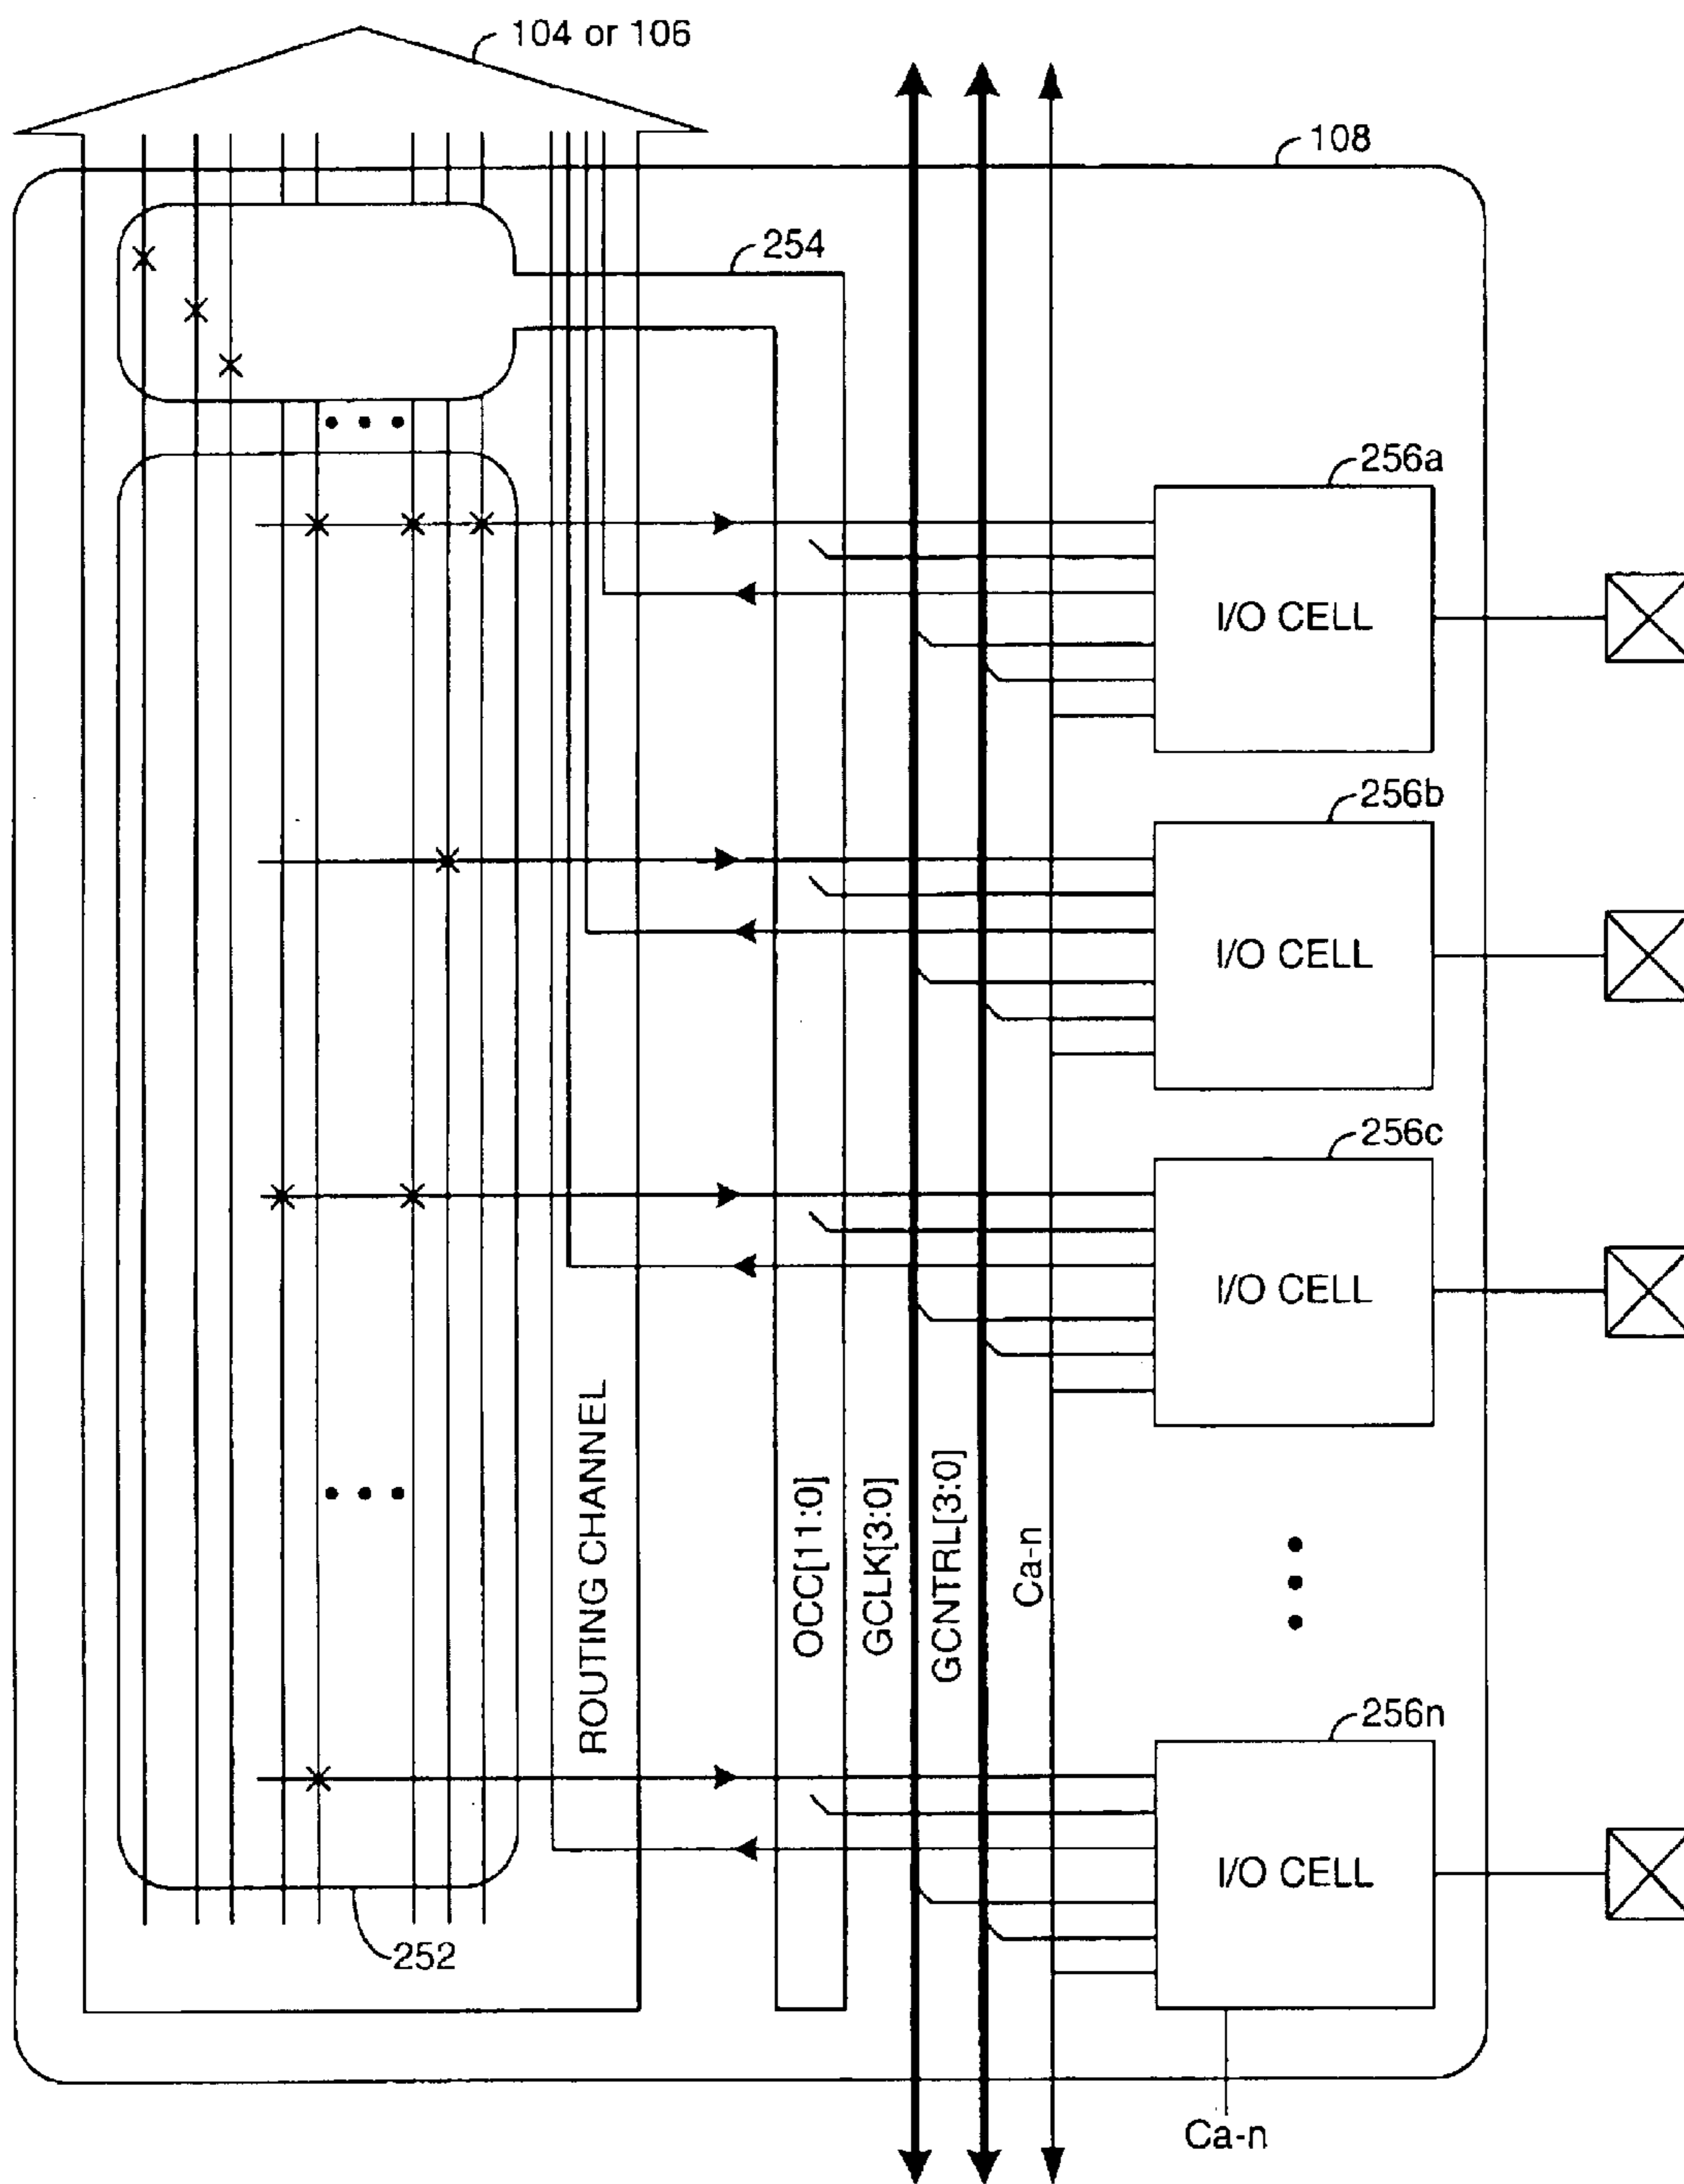 104 or 106
108
254
256a
I/O CELL
256b
I/O CELL
256c
I/O CELL
ROUTING CHANNEL
OCC[11:0]
GCLK[3:0]
GCNTRL[3:0]
Ca-n
256n
I/O CELL
252
Ca-n